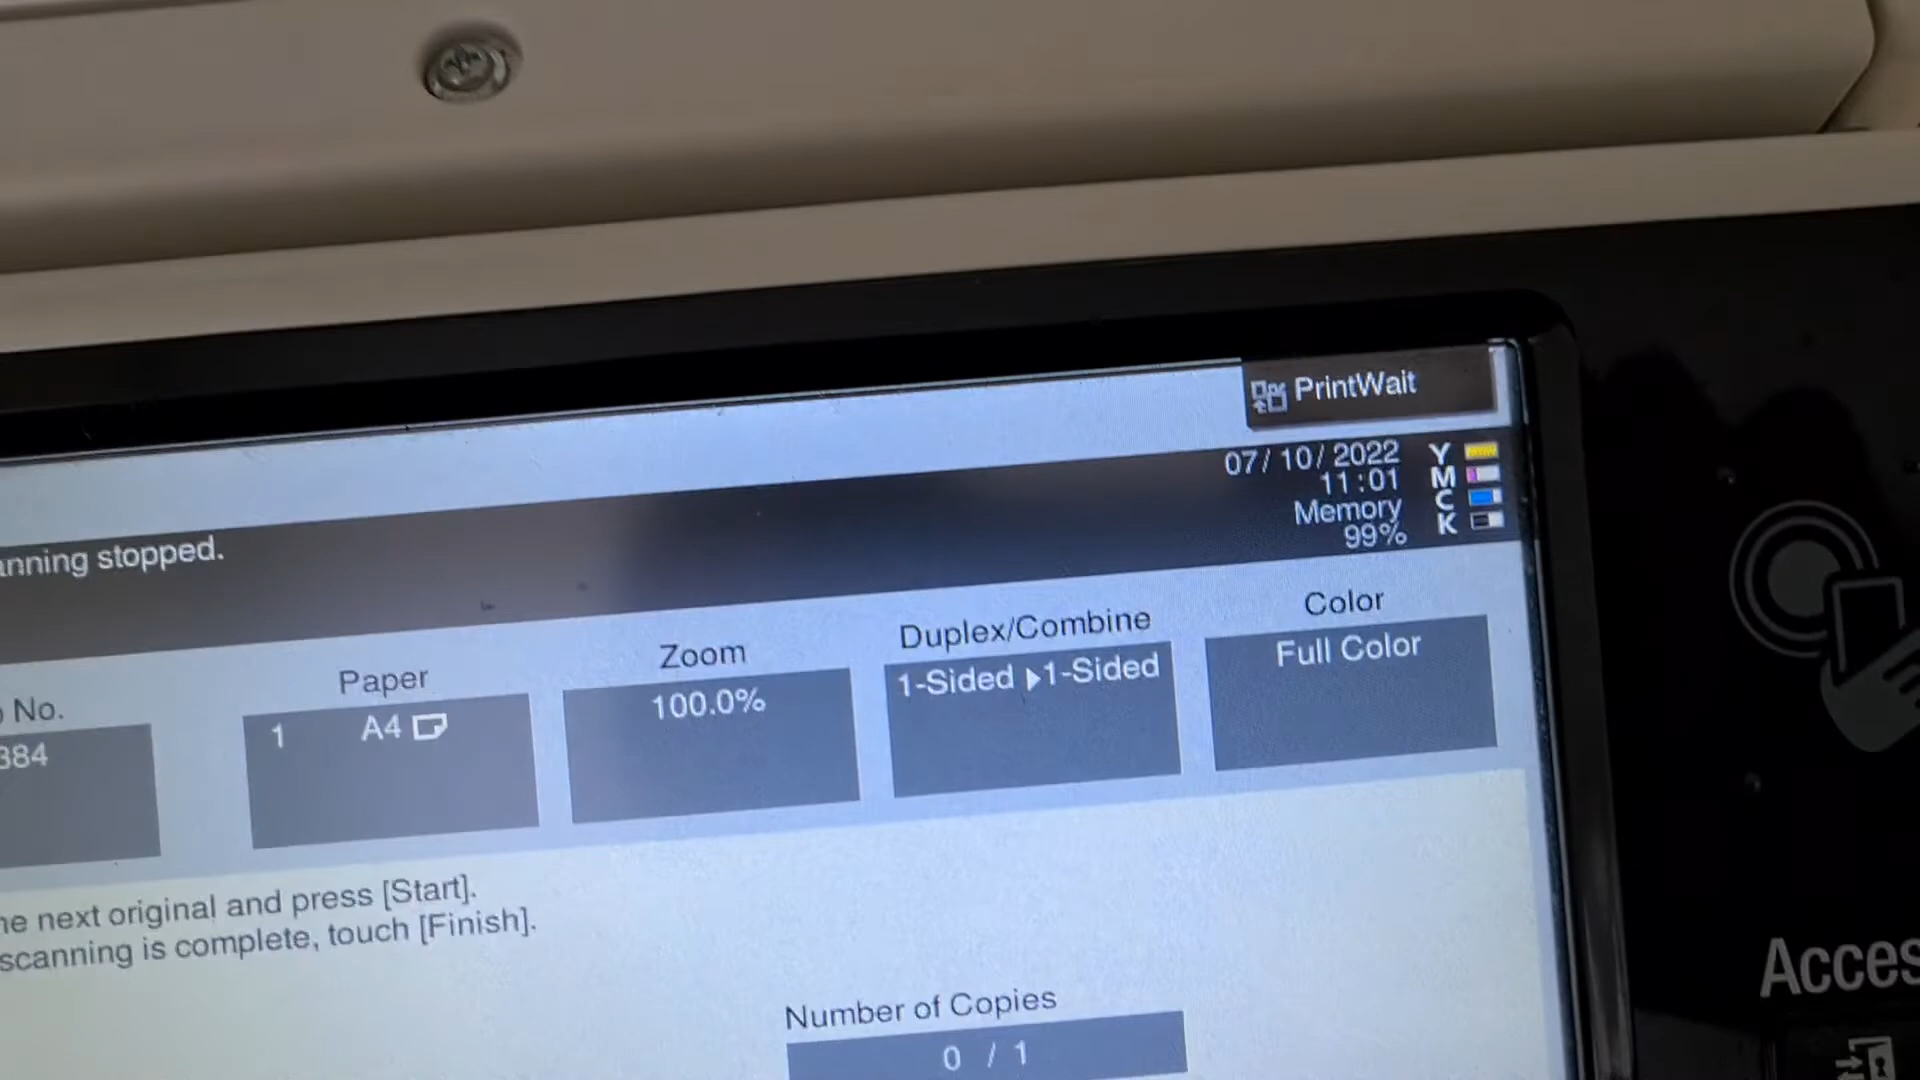 PrintWait
07/10/2022 Y
11:01 M
Memory C
99% K
anning stopped.
No.
384
Paper
1 A4
Zoom
100.0%
Duplex/Combine
1-Sided ▶1-Sided
Color
Full Color
next original and press [Start].
scanning is complete, touch [Finish].
Number of Copies
0 / 1
Acces